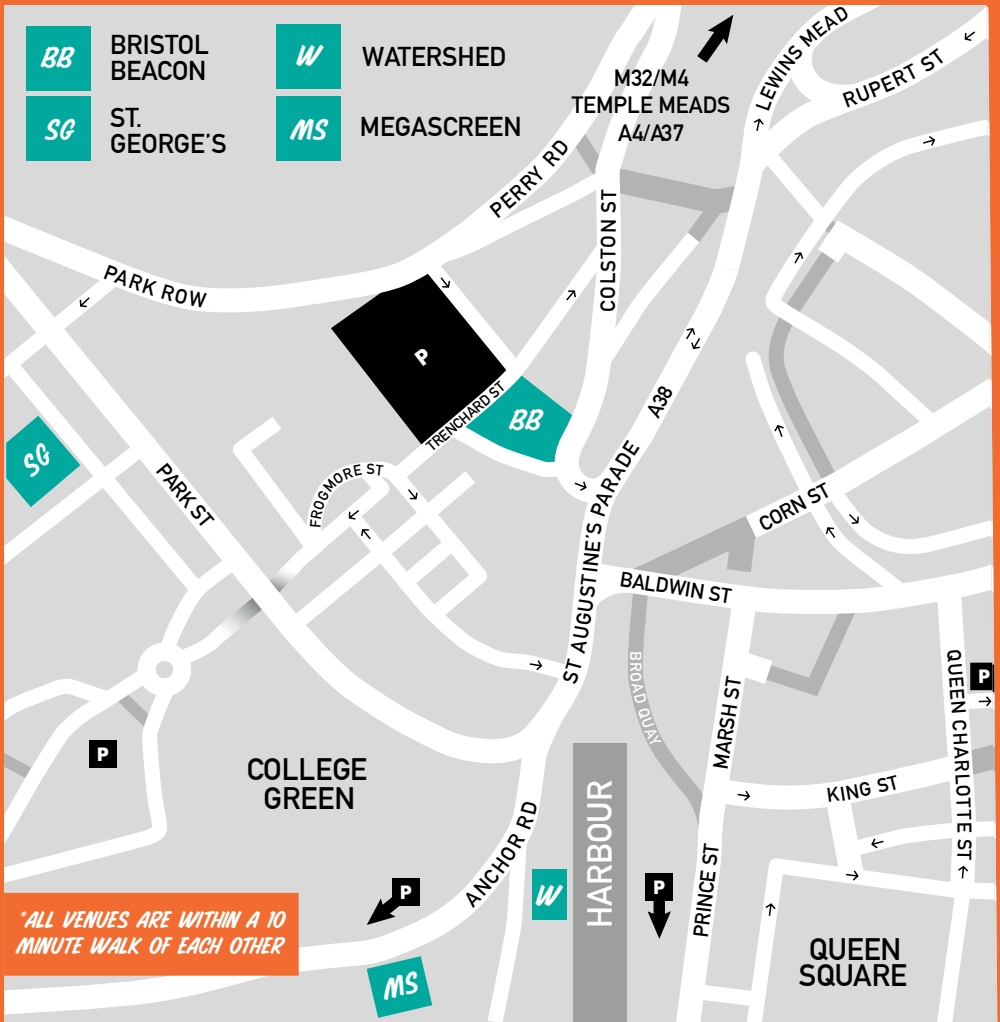 BB
BRISTOL
BEACON
W
WATERSHED
SG
ST.
GEORGE'S
MS
MEGASCREEN
M32/M4
TEMPLE MEADS
A4/A37
LEWINS MEAD
RUPERT ST
PERRY RD
COLSTON ST
PARK ROW
P
TRENCHARD ST
BB
A38
SG
PARK ST
FROGMORE ST
ST AUGUSTINE'S PARADE
CORN ST
BALDWIN ST
BROAD QUAY
MARSH ST
QUEEN CHARLOTTE ST
P
P
COLLEGE
GREEN
KING ST
HARBOUR
ANCHOR RD
PRINCE ST
P
W
P
*ALL VENUES ARE WITHIN A 10
MINUTE WALK OF EACH OTHER
MS
QUEEN
SQUARE